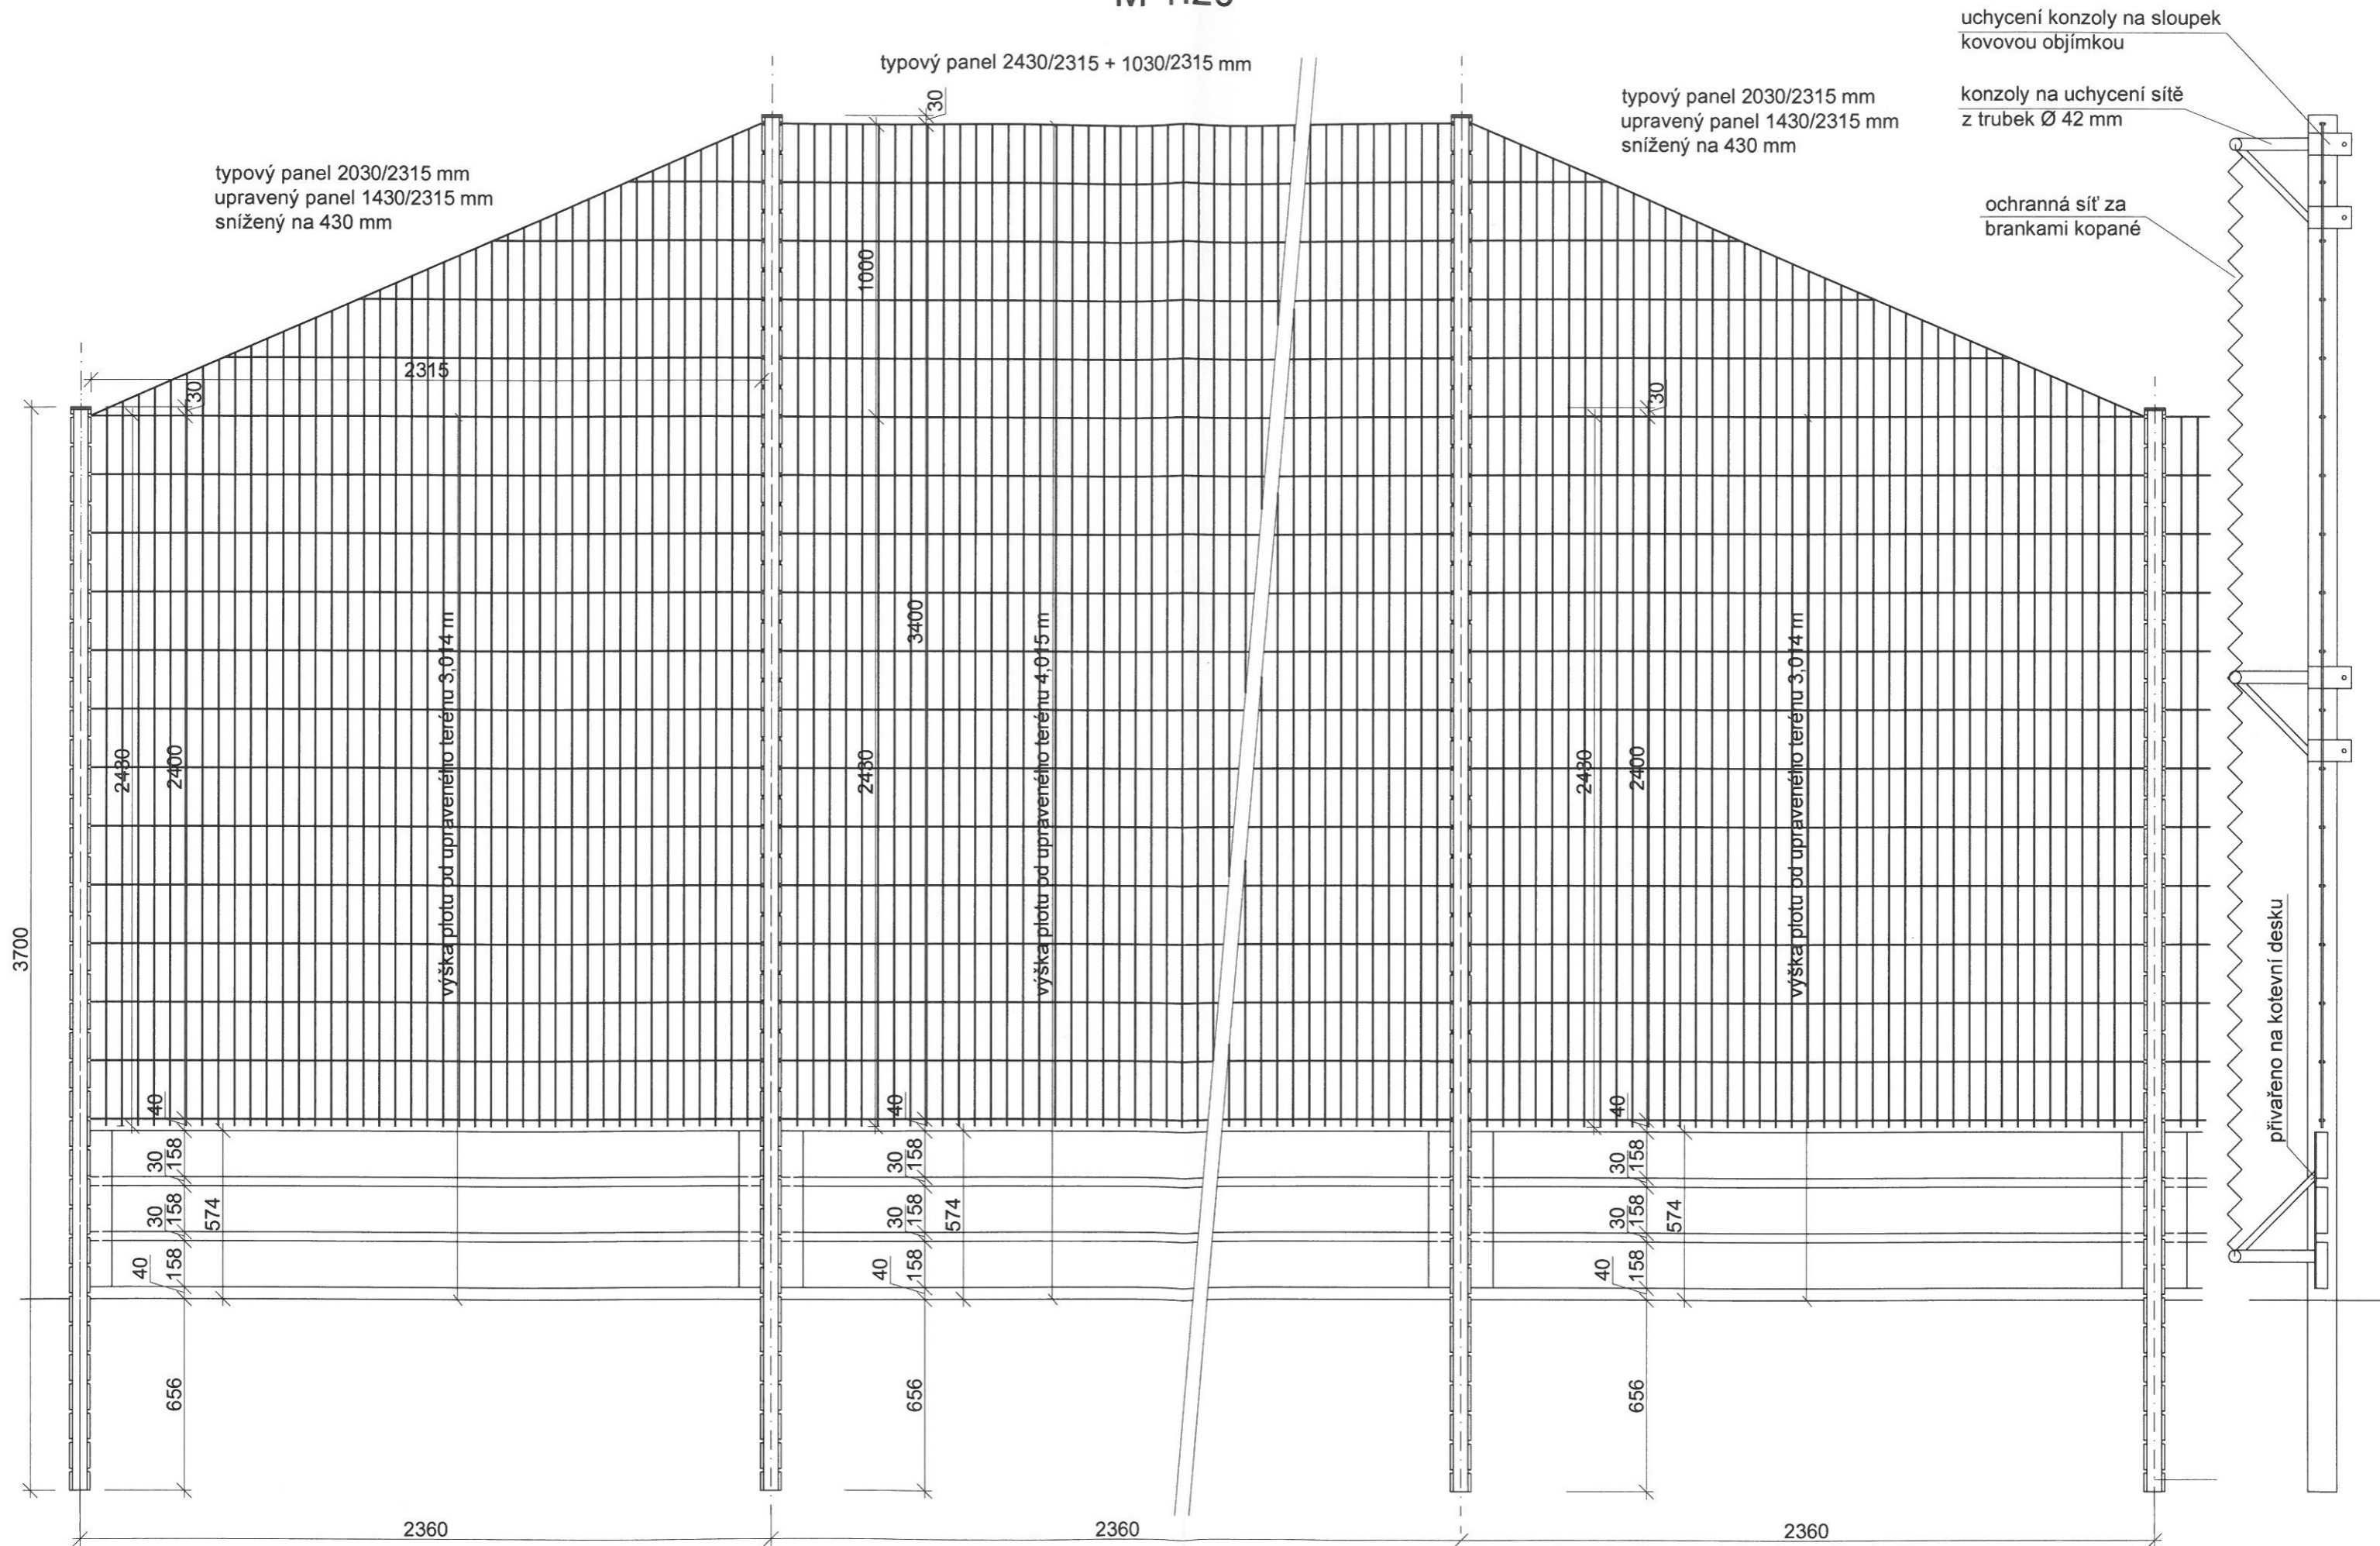 typový panel 2430/2315 + 1030/2315 mm
uchycení konzoly na sloupek
kovovou objímkou
konzoly na uchycení sítě
z trubek Ø 42 mm
ochranná síť za
brankami kopané
typový panel 2030/2315 mm
upravený panel 1430/2315 mm
snížený na 430 mm
typový panel 2030/2315 mm
upravený panel 1430/2315 mm
snížený na 430 mm
30
1000
2315
30
30
3400
výška plotu od upraveného terénu 3,014 m
výška plotu od upraveného terénu 4,015 m
výška plotu od upraveného terénu 3,014 m
2430
2400
2430
2430
2400
3700
přivařeno na kotevní desku
40
40
40
30
158
30
158
30
158
30
158
574
30
158
574
30
158
574
40
158
40
158
40
158
656
656
656
2360
2360
2360